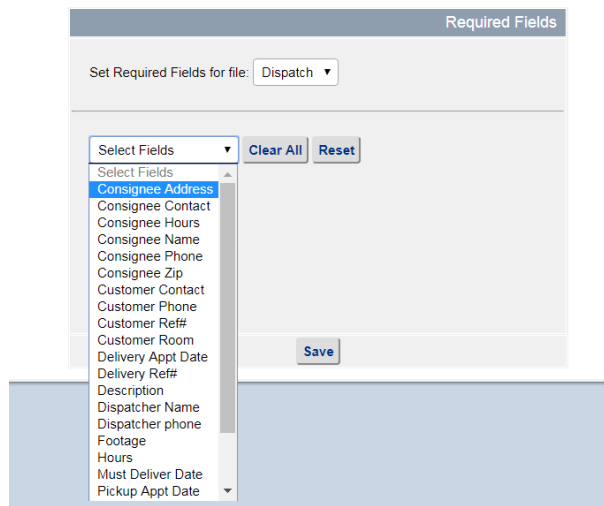 Required Fields
Set Required Fields for file: Dispatch
Select Fields Clear All Reset
Select Fields
Consignee Address
Consignee Contact
Consignee Hours
Consignee Name
Consignee Phone
Consignee Zip
Customer Contact
Customer Phone
Customer Ref#
Customer Room
Delivery Appt Date
Delivery Ref#
Description
Dispatcher Name
Dispatcher phone
Footage
Hours
Must Deliver Date
Pickup Appt Date
Save